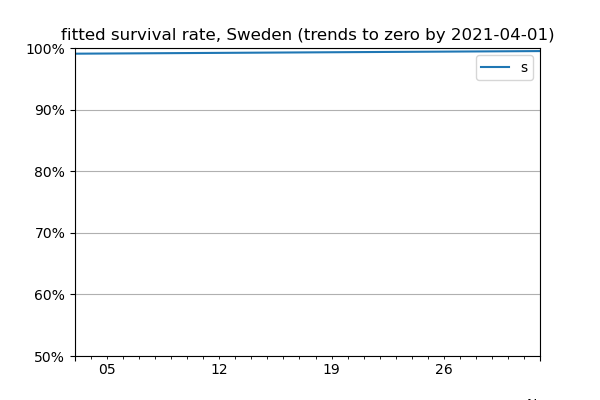 fitted survival rate, Sweden (trends to zero by 2021-04-01)
100%
s
90%
80%
70%
60%
50%
05 12 19 26